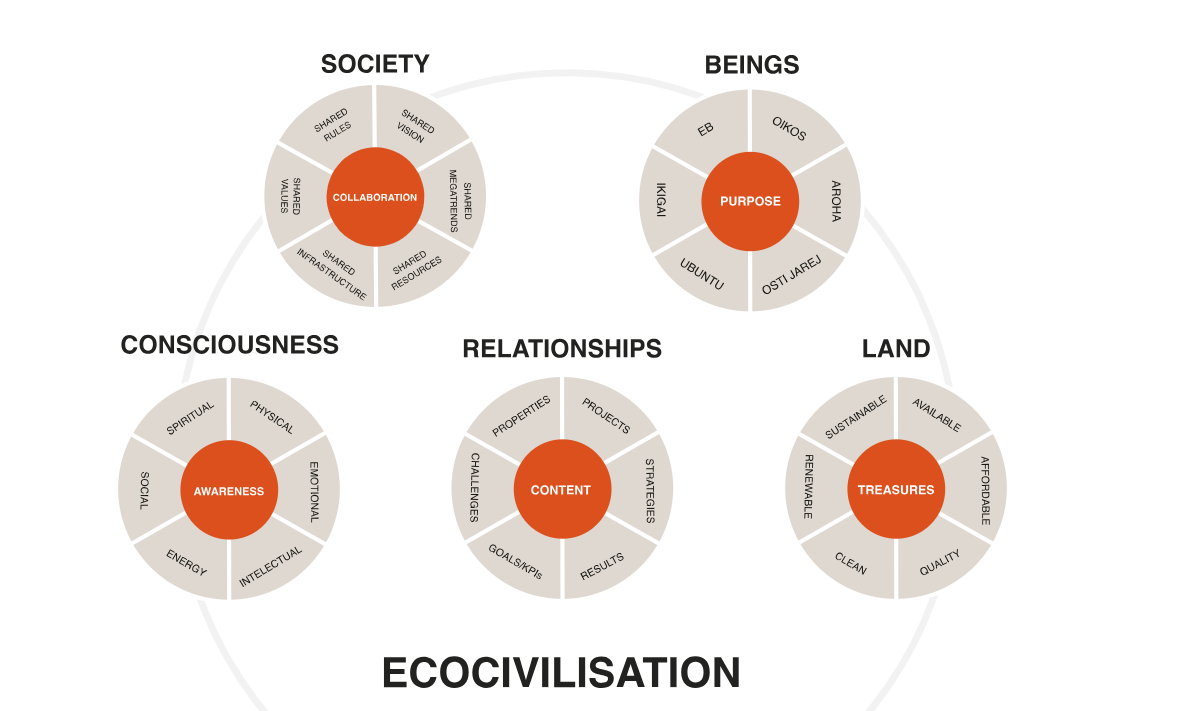 SOCIETY
SHARED
RULES
SHARED
VISION
SHARED
VALUES
COLLABORATION
SHARED
MEGATRENDS
SHARED
INFRASTRUCTURE
SHARED
RESOURCES
BEINGS
EB
OIKOS
IKIGAI
PURPOSE
AROHA
UBUNTU
OSTI JAREJ
CONSCIOUSNESS
SPIRITUAL
PHYSICAL
SOCIAL
AWARENESS
EMOTIONAL
ENERGY
INTELECTUAL
RELATIONSHIPS
PROPERTIES
PROJECTS
CHALLENGES
CONTENT
STRATEGIES
GOALS/KPIs
RESULTS
LAND
SUSTAINABLE
AVAILABLE
RENEWABLE
TREASURES
AFFORDABLE
CLEAN
QUALITY
ECOCIVILISATION